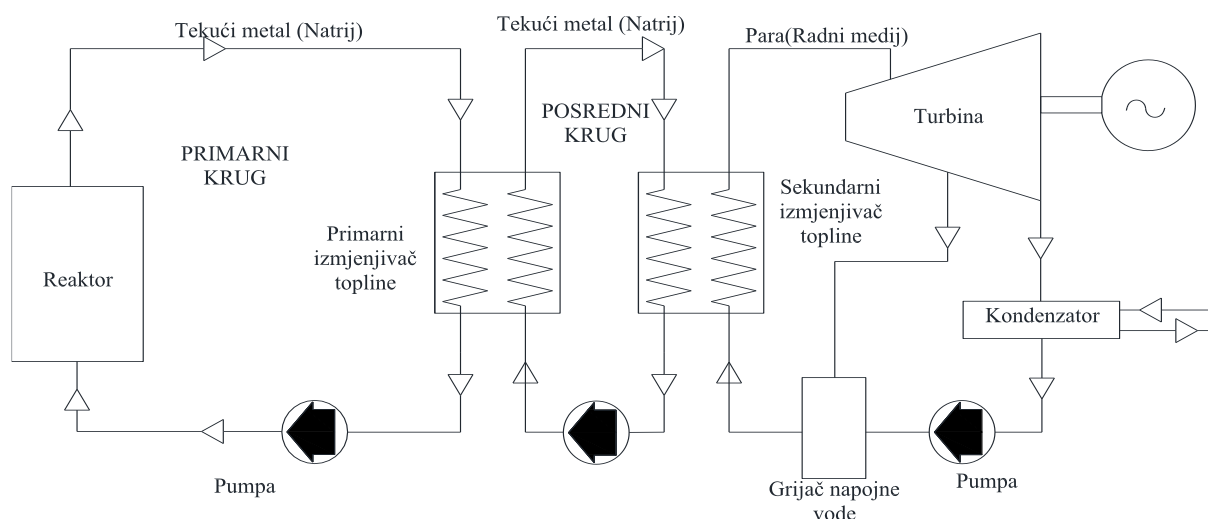 Tekući metal (Natrij)
Tekući metal (Natrij)
Para(Radni medij)
PRIMARNI
KRUG
POSREDNI
KRUG
Turbina
Reaktor
Primarni
izmjenjivač
topline
Sekundarni
izmjenjivač
topline
Kondenzator
Pumpa
Grijač napojne
vode
Pumpa